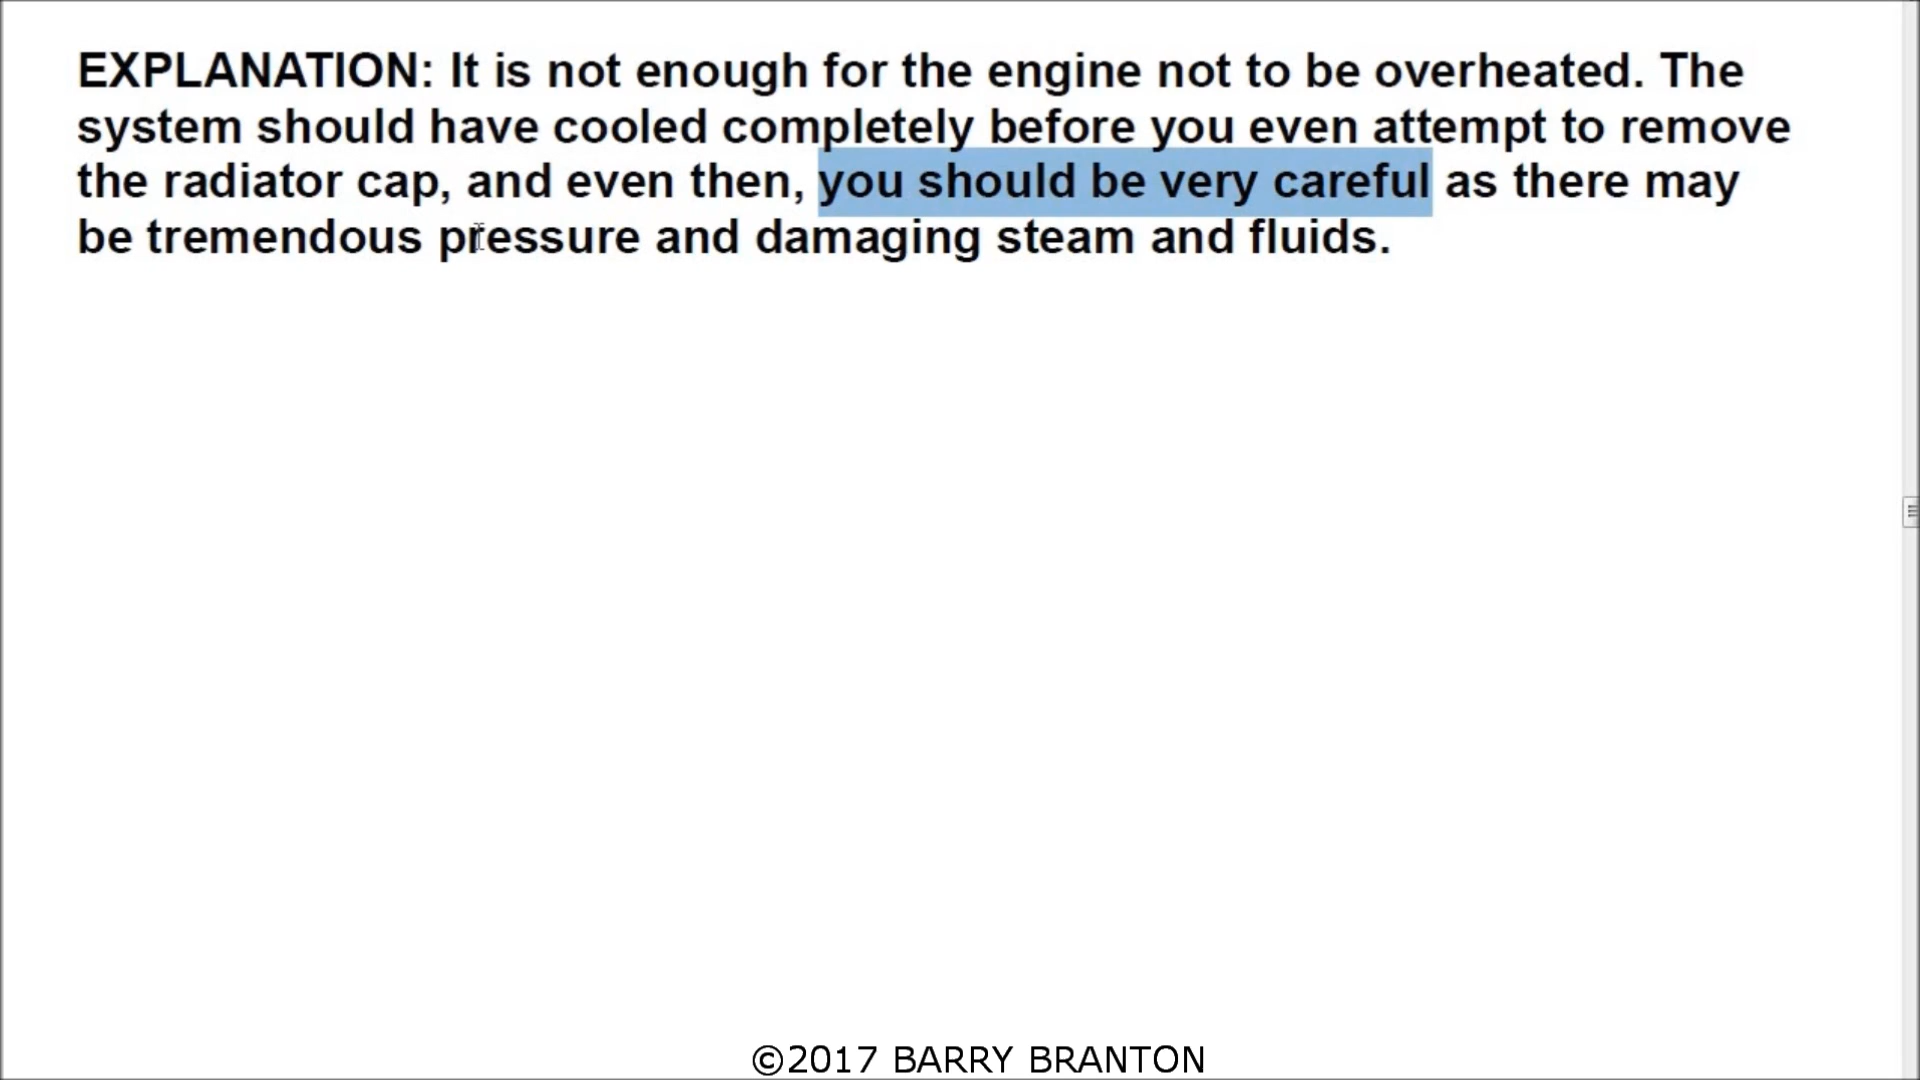 EXPLANATION: It is not enough for the engine not to be overheated. The
system should have cooled completely before you even attempt to remove
the radiator cap, and even then, you should be very careful as there may
be tremendous pressure and damaging steam and fluids.
©2017 BARRY BRANTON